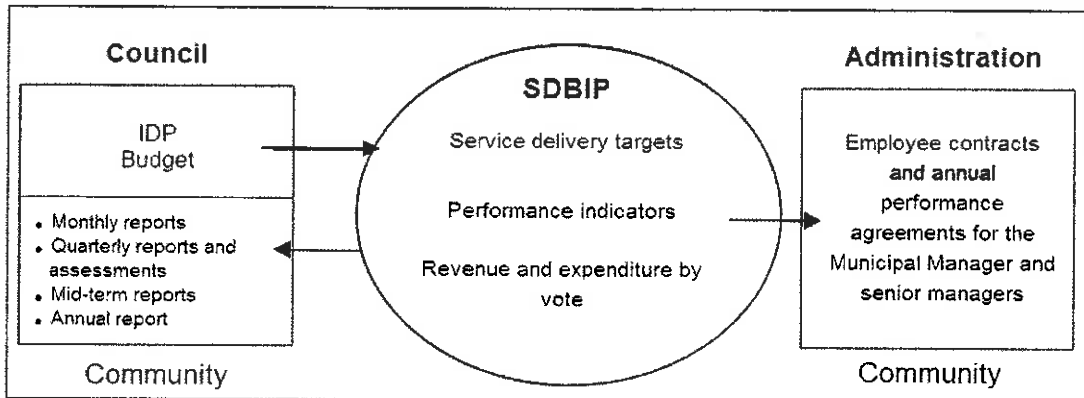 Council
IDP
Budget
• Monthly reports
• Quarterly reports and
assessments
• Mid-term reports
• Annual report
Community
SDBIP
Service delivery targets
Performance indicators
Revenue and expenditure by
vote
Administration
Employee contracts
and annual
performance
agreements for the
Municipal Manager and
senior managers
Community